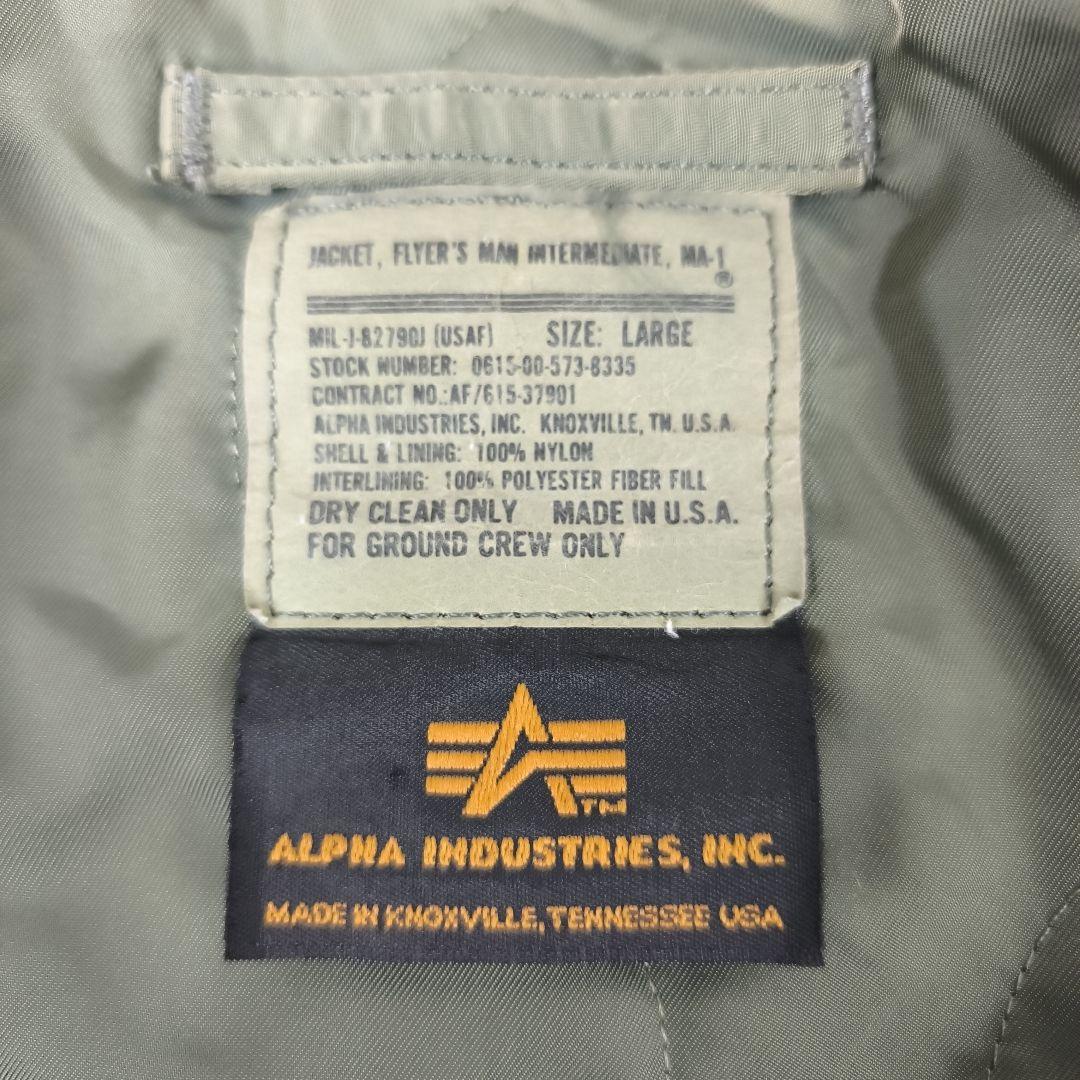 JACKET, FLYER'S MAN INTERMEDIATE, MA-1
®
MIL-J-82790J (USAF) SIZE: LARGE
STOCK NUMBER: 0615-00-573-8335
CONTRACT NO.:AF/615-37901
ALPHA INDUSTRIES, INC. KNOXVILLE, TN. U.S.A.
SHELL & LINING: 100% NYLON
INTERLINING: 100% POLYESTER FIBER FILL
DRY CLEAN ONLY MADE IN U.S.A.
FOR GROUND CREW ONLY
TM
ALPHA INDUSTRIES, INC.
MADE IN KNOXVILLE, TENNESSEE USA